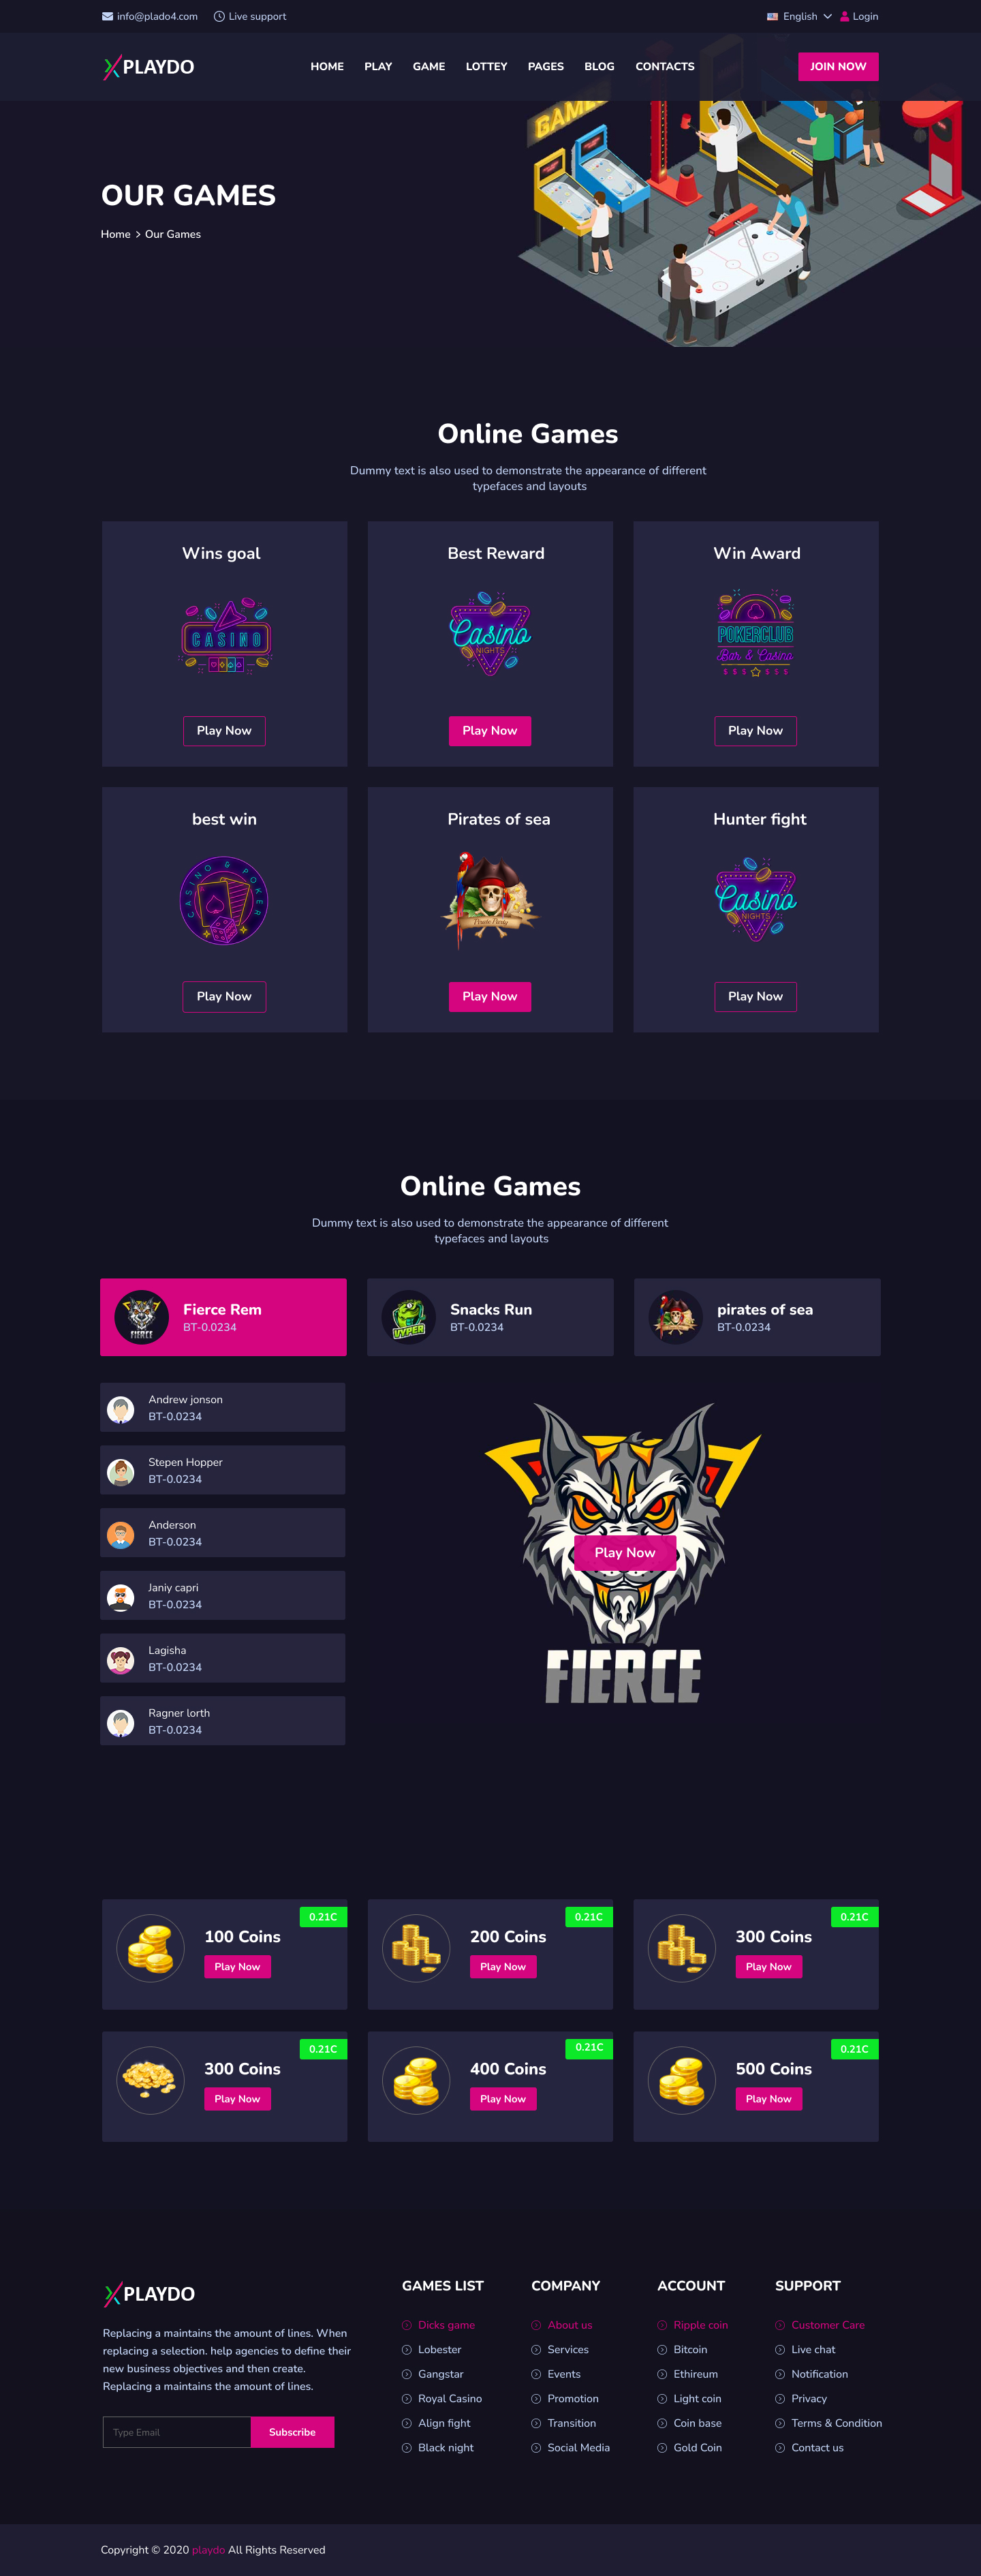 info@plado4.com Live support English Login
PLAYDO HOME PLAY GAME LOTTEY PAGES BLOG CONTACTS JOIN NOW
GAMES
OUR GAMES
Home > Our Games
Online Games
Dummy text is also used to demonstrate the appearance of different
typefaces and layouts
Wins goal
CASINO
Play Now
Best Reward
Casino
NIGHTS
Play Now
Win Award
POKERCLUB
Bar & Casino
$ $ $ $ $ $
Play Now
best win
CASINO & POKER
Play Now
Pirates of sea
Pirate Party
Play Now
Hunter fight
Casino
NIGHTS
Play Now
Online Games
Dummy text is also used to demonstrate the appearance of different
typefaces and layouts
FIERCE
Fierce Rem
BT-0.0234
VYPER
Snacks Run
BT-0.0234
pirates of sea
BT-0.0234
Andrew jonson
BT-0.0234
Stepen Hopper
BT-0.0234
Anderson
BT-0.0234
Janiy capri
BT-0.0234
Lagisha
BT-0.0234
Ragner lorth
BT-0.0234
Play Now
FIERCE
0.21C
100 Coins
Play Now
0.21C
200 Coins
Play Now
0.21C
300 Coins
Play Now
0.21C
300 Coins
Play Now
0.21C
400 Coins
Play Now
0.21C
500 Coins
Play Now
PLAYDO
Replacing a maintains the amount of lines. When
replacing a selection. help agencies to define their
new business objectives and then create.
Replacing a maintains the amount of lines.
Type Email Subscribe
GAMES LIST
Dicks game
Lobester
Gangstar
Royal Casino
Align fight
Black night
COMPANY
About us
Services
Events
Promotion
Transition
Social Media
ACCOUNT
Ripple coin
Bitcoin
Ethireum
Light coin
Coin base
Gold Coin
SUPPORT
Customer Care
Live chat
Notification
Privacy
Terms & Condition
Contact us
Copyright © 2020 playdo All Rights Reserved